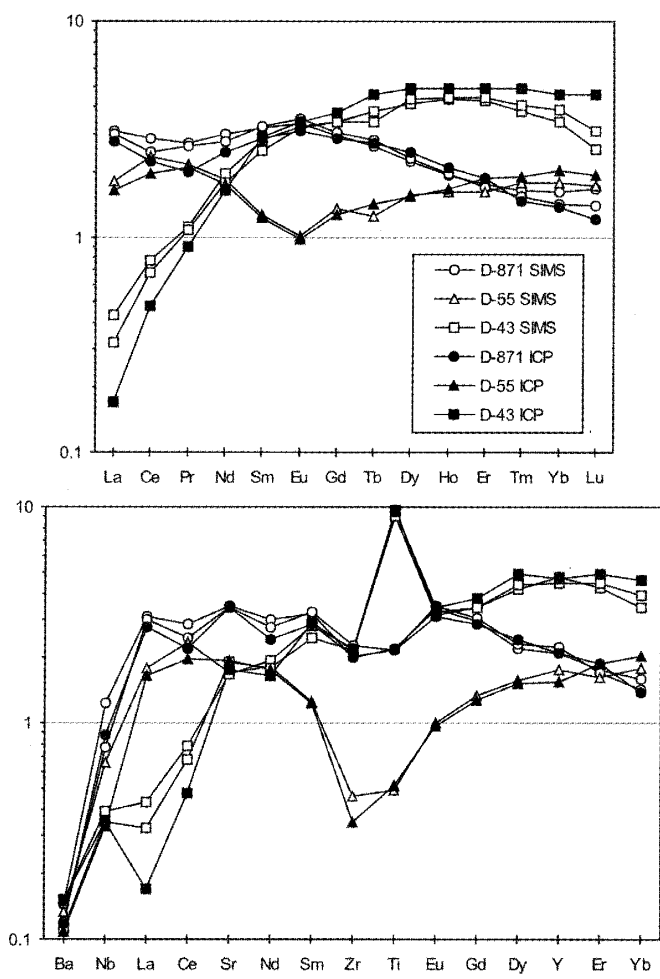 10
1
0.1
D-871 SIMS
D-55 SIMS
D-43 SIMS
D-871 ICP
D-55 ICP
D-43 ICP
La Ce Pr Nd Sm Eu Gd Tb Dy Ho Er Tm Yb Lu
10
1
0.1
Ba Nb La Ce Sr Nd Sm Zr Ti Eu Gd Dy Y Er Yb